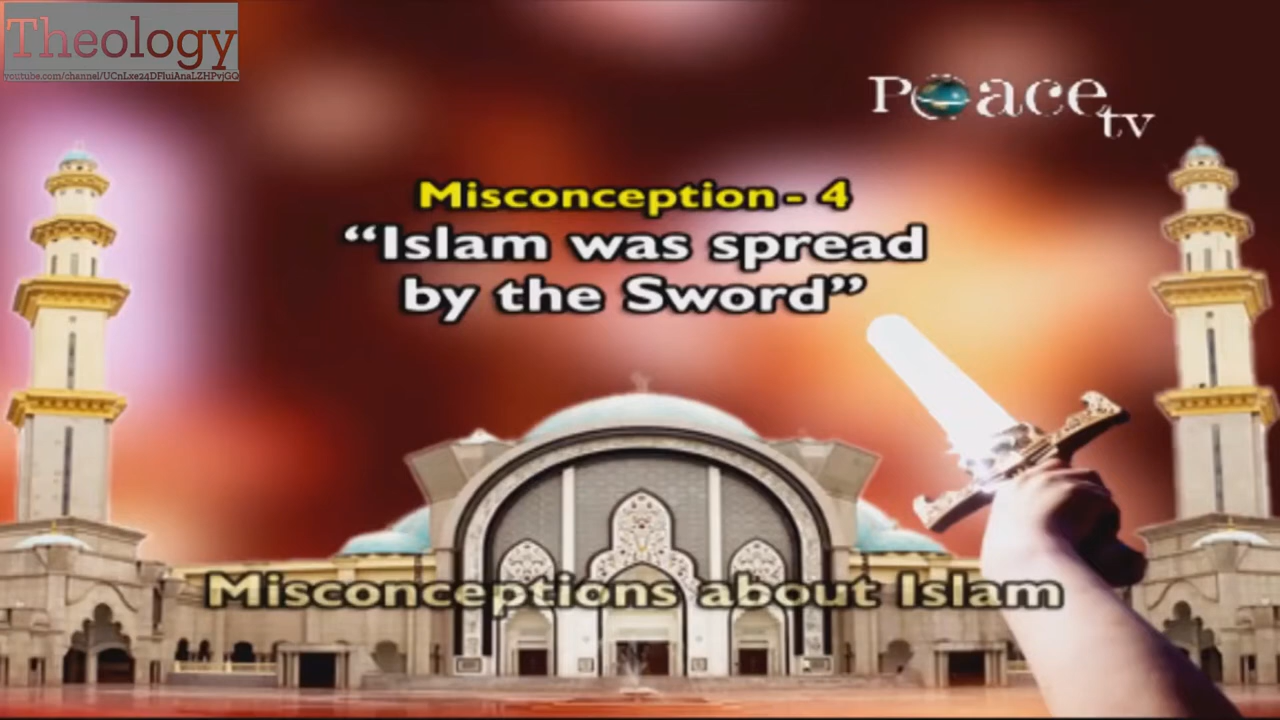 Theology
youtube.com/channel/UCnLxe24DFluiAnaLZHPvjGQ
Peace tv
Misconception - 4
“Islam was spread
by the Sword”
Misconceptions about Islam